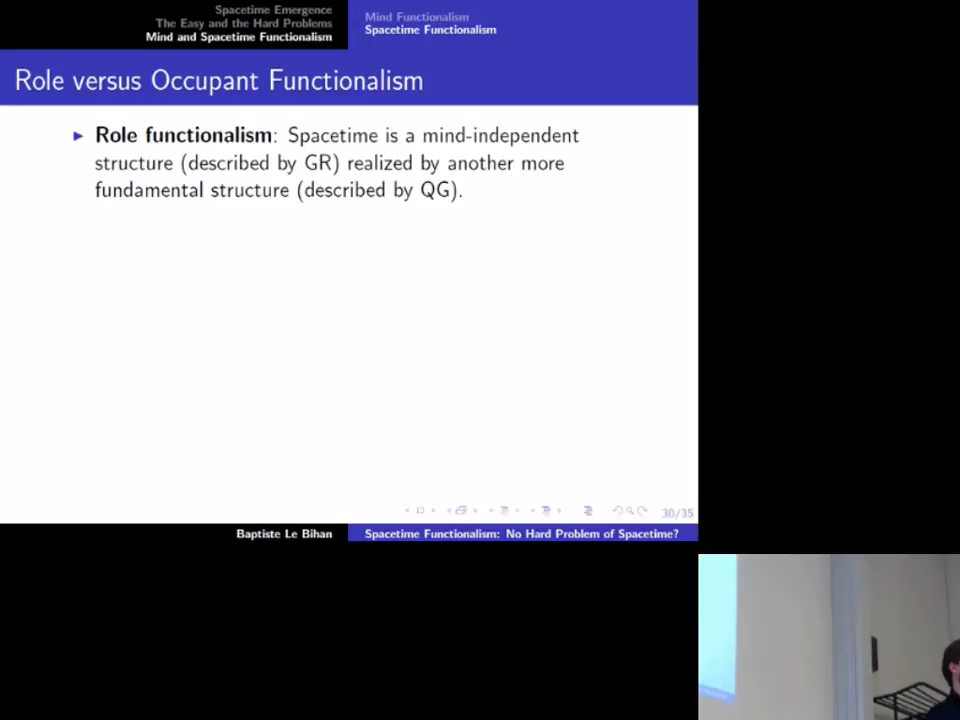 Spacetime Emergence
The Easy and the Hard Problems
Mind and Spacetime Functionalism
Mind Functionalism
Spacetime Functionalism
Role versus Occupant Functionalism
Role functionalism: Spacetime is a mind-independent
structure (described by GR) realized by another more
fundamental structure (described by QG).
30/35
Baptiste Le Bihan
Spacetime Functionalism: No Hard Problem of Spacetime?